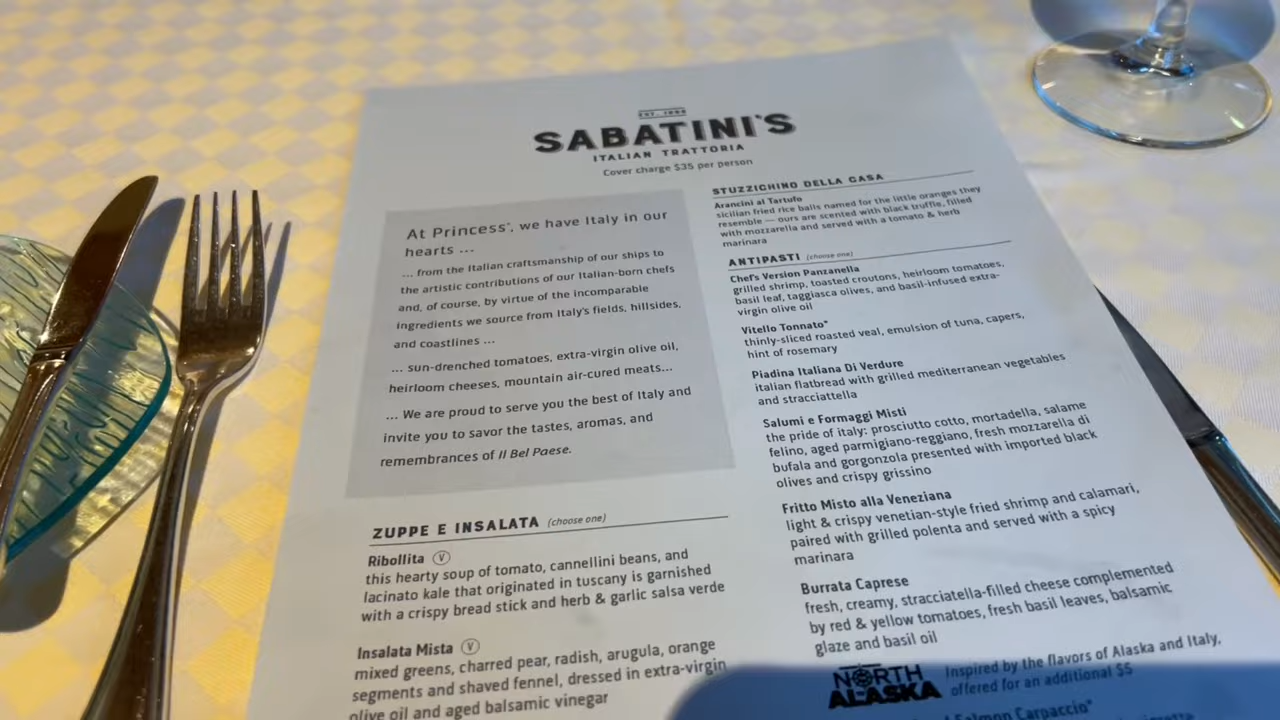 SABATINI'S
ITALIAN TRATTORIA
Cover charge $35 per person
At Princess®, we have Italy in our
hearts ...
... from the Italian craftsmanship of our ships to
the artistic contributions of our Italian-born chefs
and, of course, by virtue of the incomparable
ingredients we source from Italy's fields, hillsides,
and coastlines ...
... sun-drenched tomatoes, extra-virgin olive oil,
heirloom cheeses, mountain air-cured meats...
... We are proud to serve you the best of Italy and
invite you to savor the tastes, aromas, and
remembrances of Il Bel Paese.
ZUPPE E INSALATA (choose one)
Ribollita V
this hearty soup of tomato, cannellini beans, and
lacinato kale that originated in tuscany is garnished
with a crispy bread stick and herb & garlic salsa verde
Insalata Mista V
mixed greens, charred pear, radish, arugula, orange
segments and shaved fennel, dressed in extra-virgin
olive oil and aged balsamic vinegar
STUZZICHINO DELLA CASA
Arancini al Tartufo
sicilian fried rice balls named for the little oranges they
resemble — ours are scented with black truffle, filled
with mozzarella and served with a tomato & herb
marinara
ANTIPASTI (choose one)
Chef's Version Panzanella
grilled shrimp, toasted croutons, heirloom tomatoes,
basil leaf, taggiasca olives, and basil-infused extra-
virgin olive oil
Vitello Tonnato*
thinly-sliced roasted veal, emulsion of tuna, capers,
hint of rosemary
Piadina Italiana Di Verdure
italian flatbread with grilled mediterranean vegetables
and stracciattella
Salumi e Formaggi Misti
the pride of italy: prosciutto cotto, mortadella, salame
felino, aged parmigiano-reggiano, fresh mozzarella di
bufala and gorgonzola presented with imported black
olives and crispy grissino
Fritto Misto alla Veneziana
light & crispy venetian-style fried shrimp and calamari,
paired with grilled polenta and served with a spicy
marinara
Burrata Caprese
fresh, creamy, stracciatella-filled cheese complemented
by red & yellow tomatoes, fresh basil leaves, balsamic
glaze and basil oil
NORTH
ALASKA
Inspired by the flavors of Alaska and Italy,
offered for an additional $5
Salmon Carpaccio*